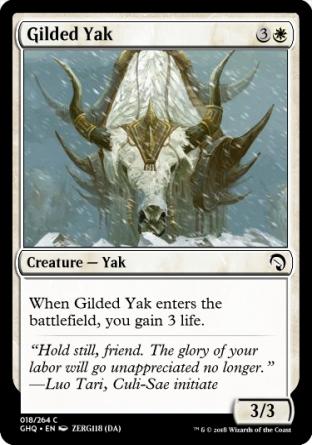 Gilded Yak 3
Creature — Yak
When Gilded Yak enters the
battlefield, you gain 3 life.
“Hold still, friend. The glory of your
labor will go unappreciated no longer.”
—Luo Tari, Culi-Sae initiate
3/3
018/264 C
GHQ • EN ZERGI18 (DA)
™ & © 2018 Wizards of the Coast